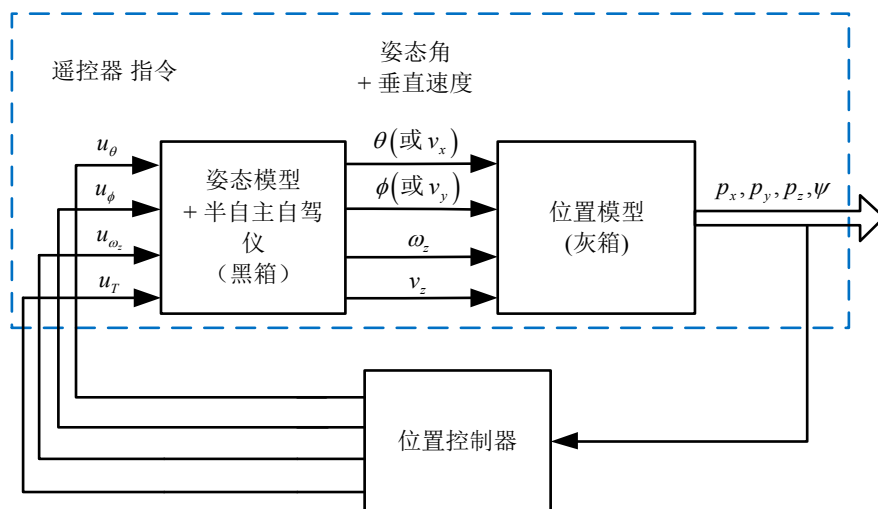 姿态角
+ 垂直速度
遥控器 指令
u_θ
u_ϕ
u_{ω_z}
u_T
姿态模型
+ 半自主自驾
仪
（黑箱）
θ(或 v_x)
ϕ(或 v_y)
ω_z
v_z
位置模型
(灰箱)
p_x, p_y, p_z, ψ
位置控制器